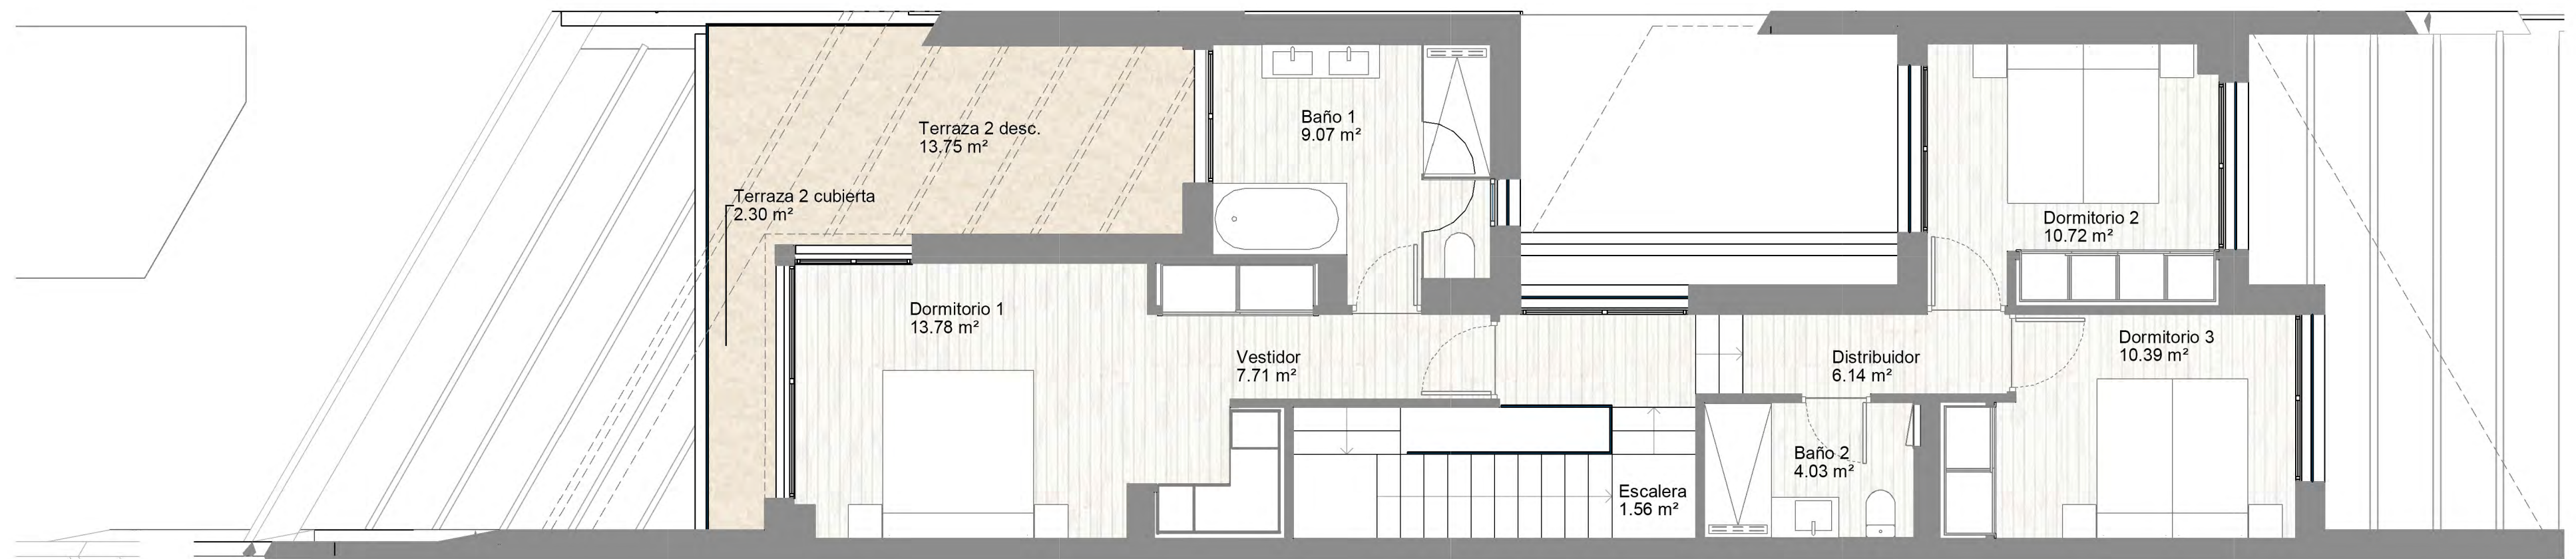 Terraza 2 desc.
13.75 m²
Terraza 2 cubierta
2.30 m²
Baño 1
9.07 m²
Dormitorio 2
10.72 m²
Dormitorio 1
13.78 m²
Vestidor
7.71 m²
Distribuidor
6.14 m²
Dormitorio 3
10.39 m²
Baño 2
4.03 m²
Escalera
1.56 m²